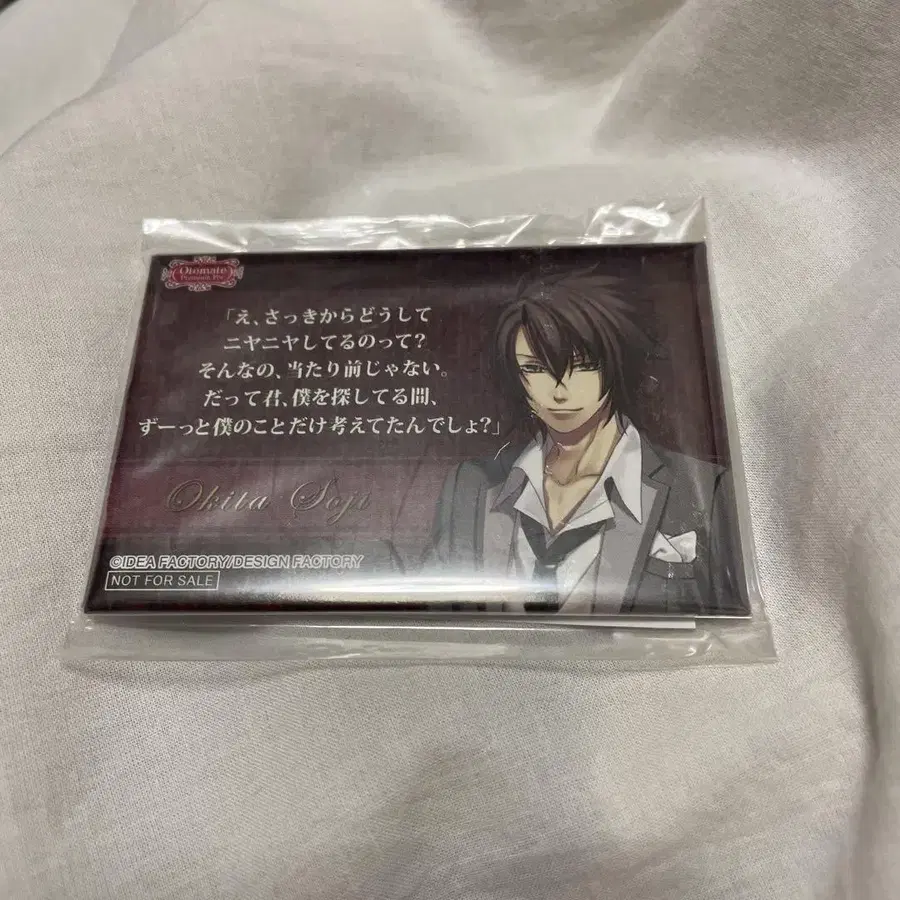 Otomate
「え、さっきからどうして
ニヤニヤしてるのって?
そんなの、当たり前じゃない。
だって君、僕を探してる間、
ずーっと僕のことだけ考えてたんでしょ?」
Okita Soji
©IDEA FACTORY/DESIGN FACTORY
NOT FOR SALE